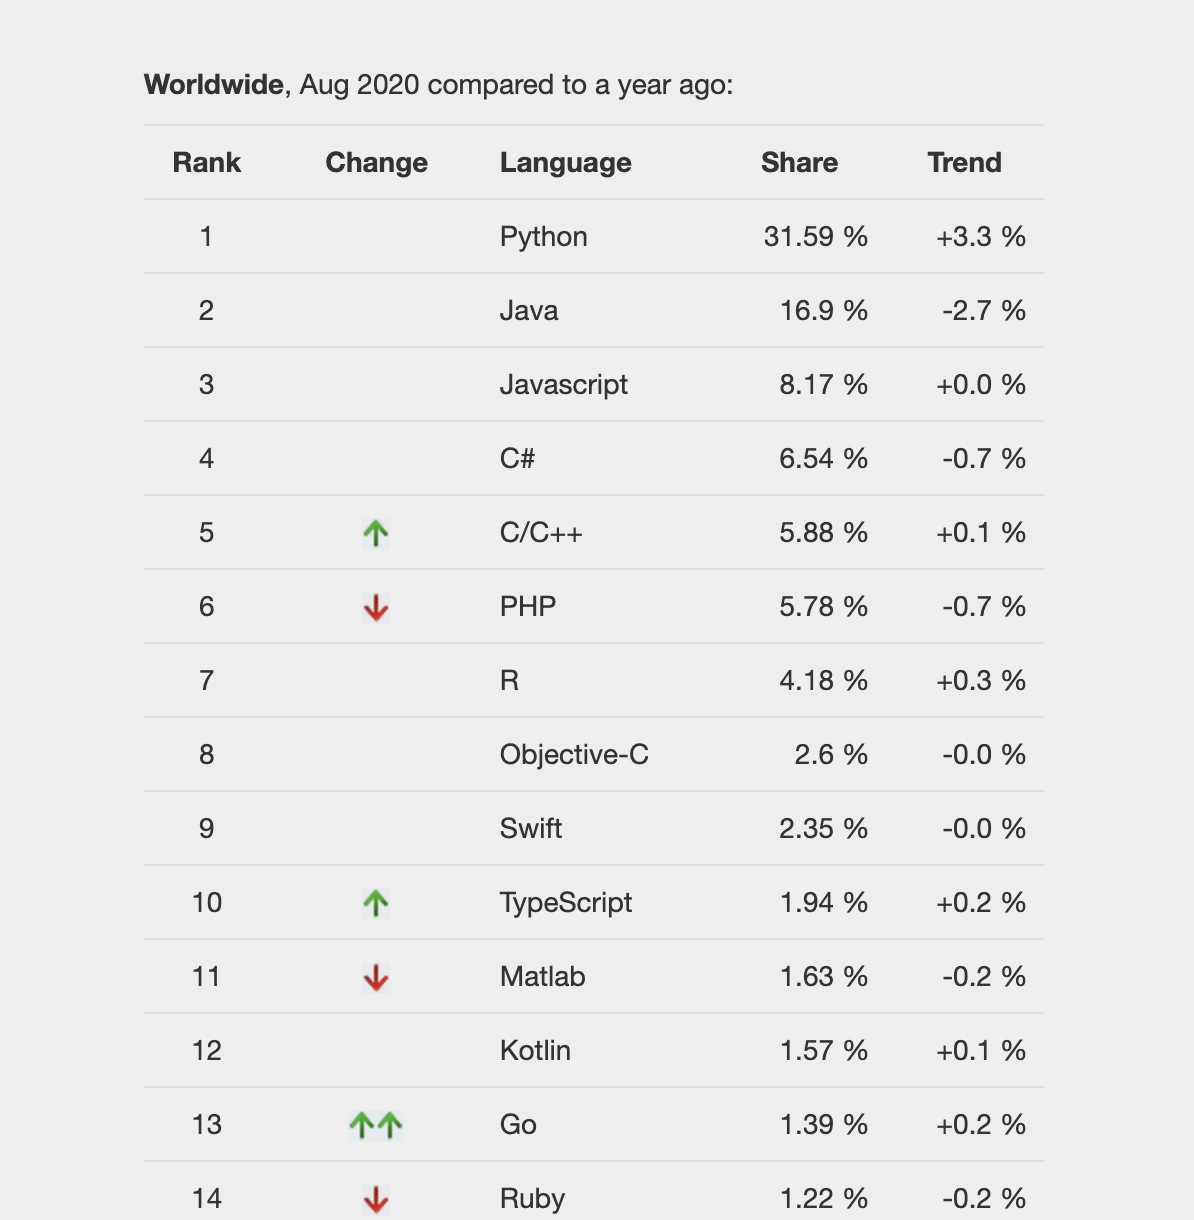 Worldwide, Aug 2020 compared to a year ago:
Rank Change Language Share Trend
1 Python 31.59 % +3.3 %
2 Java 16.9 % -2.7 %
3 Javascript 8.17 % +0.0 %
4 C# 6.54 % -0.7 %
5 ↑ C/C++ 5.88 % +0.1 %
6 ↓ PHP 5.78 % -0.7 %
7 R 4.18 % +0.3 %
8 Objective-C 2.6 % -0.0 %
9 Swift 2.35 % -0.0 %
10 ↑ TypeScript 1.94 % +0.2 %
11 ↓ Matlab 1.63 % -0.2 %
12 Kotlin 1.57 % +0.1 %
13 ↑↑ Go 1.39 % +0.2 %
14 ↓ Ruby 1.22 % -0.2 %